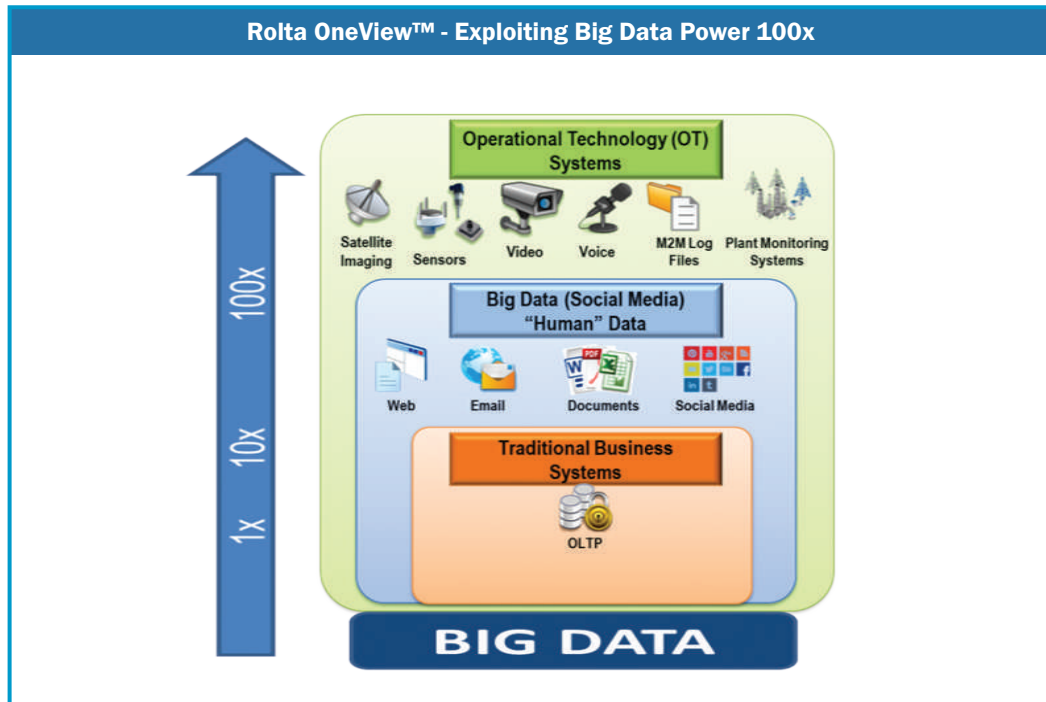 Rolta OneView™ - Exploiting Big Data Power 100x
Operational Technology (OT)
Systems
Satellite
Imaging
Sensors
Video
Voice
M2M Log
Files
Plant Monitoring
Systems
100x
Big Data (Social Media)
“Human” Data
W
PDF
X
in
t
f
Web
Email
Documents
Social Media
10x
Traditional Business
Systems
1x
OLTP
BIG DATA